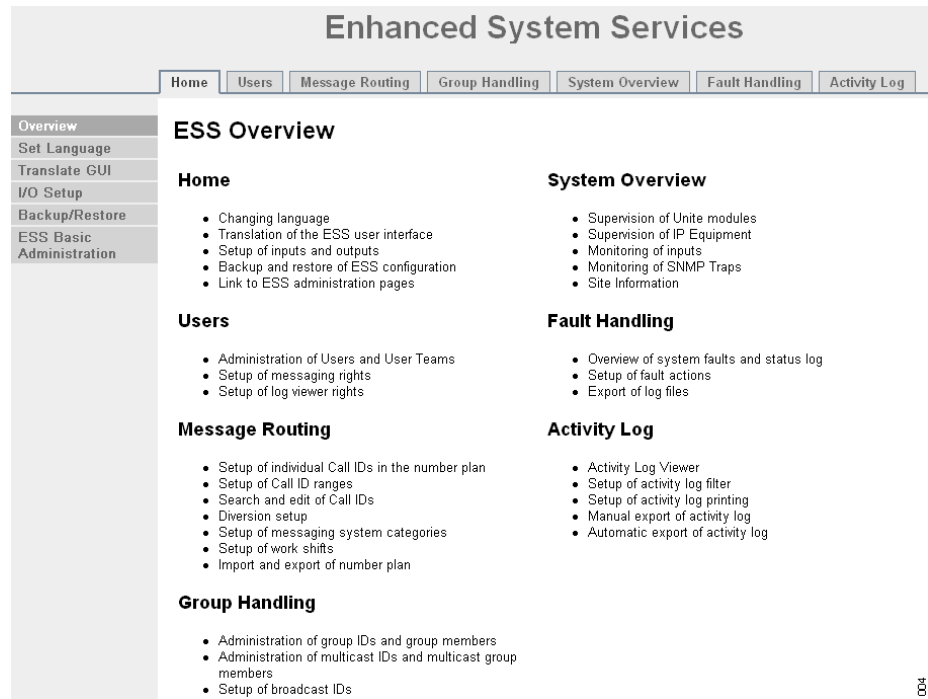 Enhanced System Services
Home
Users
Message Routing
Group Handling
System Overview
Fault Handling
Activity Log
Overview
Set Language
Translate GUI
I/O Setup
Backup/Restore
ESS Basic
Administration
ESS Overview
Home
• Changing language
• Translation of the ESS user interface
• Setup of inputs and outputs
• Backup and restore of ESS configuration
• Link to ESS administration pages
Users
• Administration of Users and User Teams
• Setup of messaging rights
• Setup of log viewer rights
Message Routing
• Setup of individual Call IDs in the number plan
• Setup of Call ID ranges
• Search and edit of Call IDs
• Diversion setup
• Setup of messaging system categories
• Setup of work shifts
• Import and export of number plan
Group Handling
• Administration of group IDs and group members
• Administration of multicast IDs and multicast group
members
• Setup of broadcast IDs
System Overview
• Supervision of Unite modules
• Supervision of IP Equipment
• Monitoring of inputs
• Monitoring of SNMP Traps
• Site Information
Fault Handling
• Overview of system faults and status log
• Setup of fault actions
• Export of log files
Activity Log
• Activity Log Viewer
• Setup of activity log filter
• Setup of activity log printing
• Manual export of activity log
• Automatic export of activity log
004